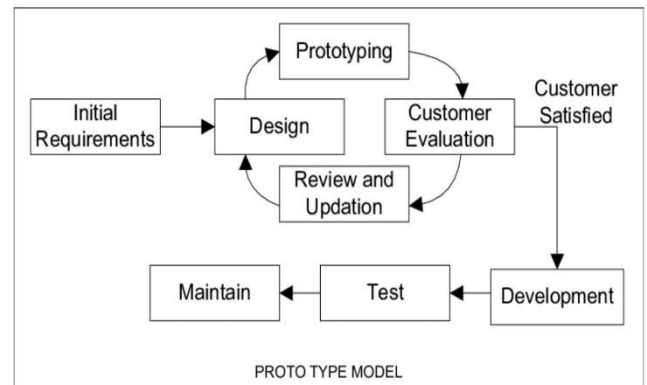 Prototyping
Customer
Satisfied
Initial
Requirements
Design
Customer
Evaluation
Review and
Updation
Maintain
Test
Development
PROTO TYPE MODEL